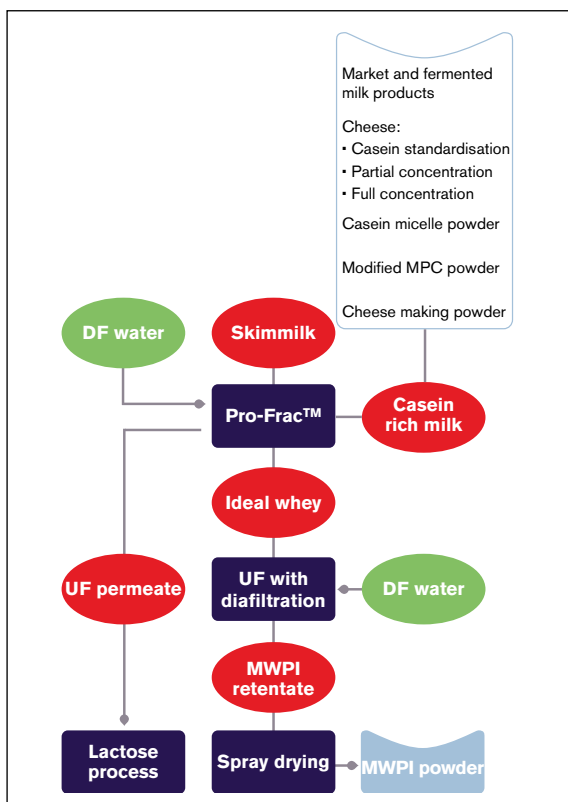 Market and fermented
milk products
Cheese:
▪ Casein standardisation
▪ Partial concentration
▪ Full concentration
Casein micelle powder
Modified MPC powder
Cheese making powder
DF water
Skimmilk
Pro-Frac™
Casein
rich milk
Ideal whey
UF permeate
UF with
diafiltration
DF water
MWPI
retentate
Lactose
process
Spray drying
MWPI powder